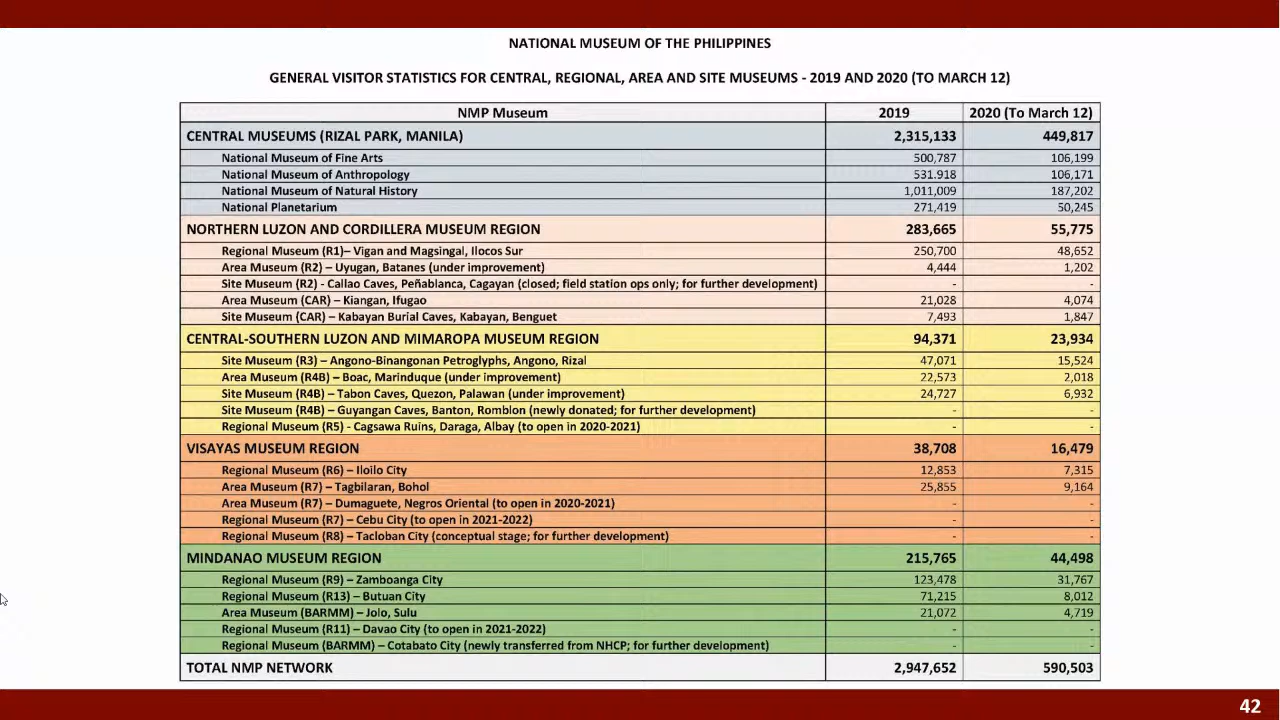 NATIONAL MUSEUM OF THE PHILIPPINES
GENERAL VISITOR STATISTICS FOR CENTRAL, REGIONAL, AREA AND SITE MUSEUMS - 2019 AND 2020 (TO MARCH 12)
NMP Museum 2019 2020 (To March 12)
CENTRAL MUSEUMS (RIZAL PARK, MANILA) 2,315,133 449,817
National Museum of Fine Arts 500,787 106,199
National Museum of Anthropology 531.918 106,171
National Museum of Natural History 1,011,009 187,202
National Planetarium 271,419 50,245
NORTHERN LUZON AND CORDILLERA MUSEUM REGION 283,665 55,775
Regional Museum (R1)– Vigan and Magsingal, Ilocos Sur 250,700 48,652
Area Museum (R2) – Uyugan, Batanes (under improvement) 4,444 1,202
Site Museum (R2) - Callao Caves, Peñablanca, Cagayan (closed; field station ops only; for further development) - -
Area Museum (CAR) – Kiangan, Ifugao 21,028 4,074
Site Museum (CAR) – Kabayan Burial Caves, Kabayan, Benguet 7,493 1,847
CENTRAL-SOUTHERN LUZON AND MIMAROPA MUSEUM REGION 94,371 23,934
Site Museum (R3) – Angono-Binangonan Petroglyphs, Angono, Rizal 47,071 15,524
Area Museum (R4B) – Boac, Marinduque (under improvement) 22,573 2,018
Site Museum (R4B) – Tabon Caves, Quezon, Palawan (under improvement) 24,727 6,932
Site Museum (R4B) – Guyangan Caves, Banton, Romblon (newly donated; for further development) - -
Regional Museum (R5) - Cagsawa Ruins, Daraga, Albay (to open in 2020-2021) - -
VISAYAS MUSEUM REGION 38,708 16,479
Regional Museum (R6) – Iloilo City 12,853 7,315
Area Museum (R7) – Tagbilaran, Bohol 25,855 9,164
Area Museum (R7) – Dumaguete, Negros Oriental (to open in 2020-2021) - -
Regional Museum (R7) – Cebu City (to open in 2021-2022) - -
Regional Museum (R8) – Tacloban City (conceptual stage; for further development) - -
MINDANAO MUSEUM REGION 215,765 44,498
Regional Museum (R9) – Zamboanga City 123,478 31,767
Regional Museum (R13) – Butuan City 71,215 8,012
Area Museum (BARMM) – Jolo, Sulu 21,072 4,719
Regional Museum (R11) – Davao City (to open in 2021-2022) - -
Regional Museum (BARMM) – Cotabato City (newly transferred from NHCP; for further development) - -
TOTAL NMP NETWORK 2,947,652 590,503
42